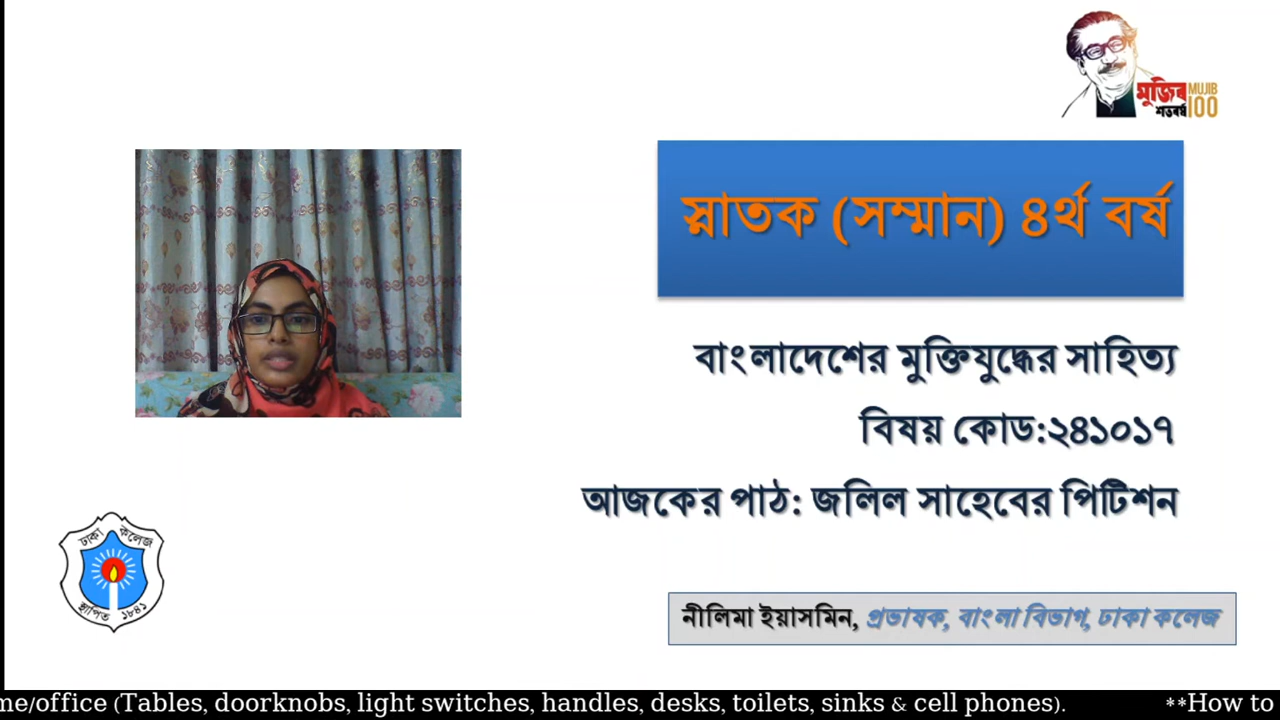 মুজিব MUJIB
শতবর্ষ 100
স্নাতক (সম্মান) ৪র্থ বর্ষ
বাংলাদেশের মুক্তিযুদ্ধের সাহিত্য
বিষয় কোড:২৪১০১৭
আজকের পাঠ: জলিল সাহেবের পিটিশন
ঢাকা কলেজ
স্থাপিত ১৮৪১
নীলিমা ইয়াসমিন, প্রভাষক, বাংলা বিভাগ, ঢাকা কলেজ
me/office (Tables, doorknobs, light switches, handles, desks, toilets, sinks & cell phones). **How to